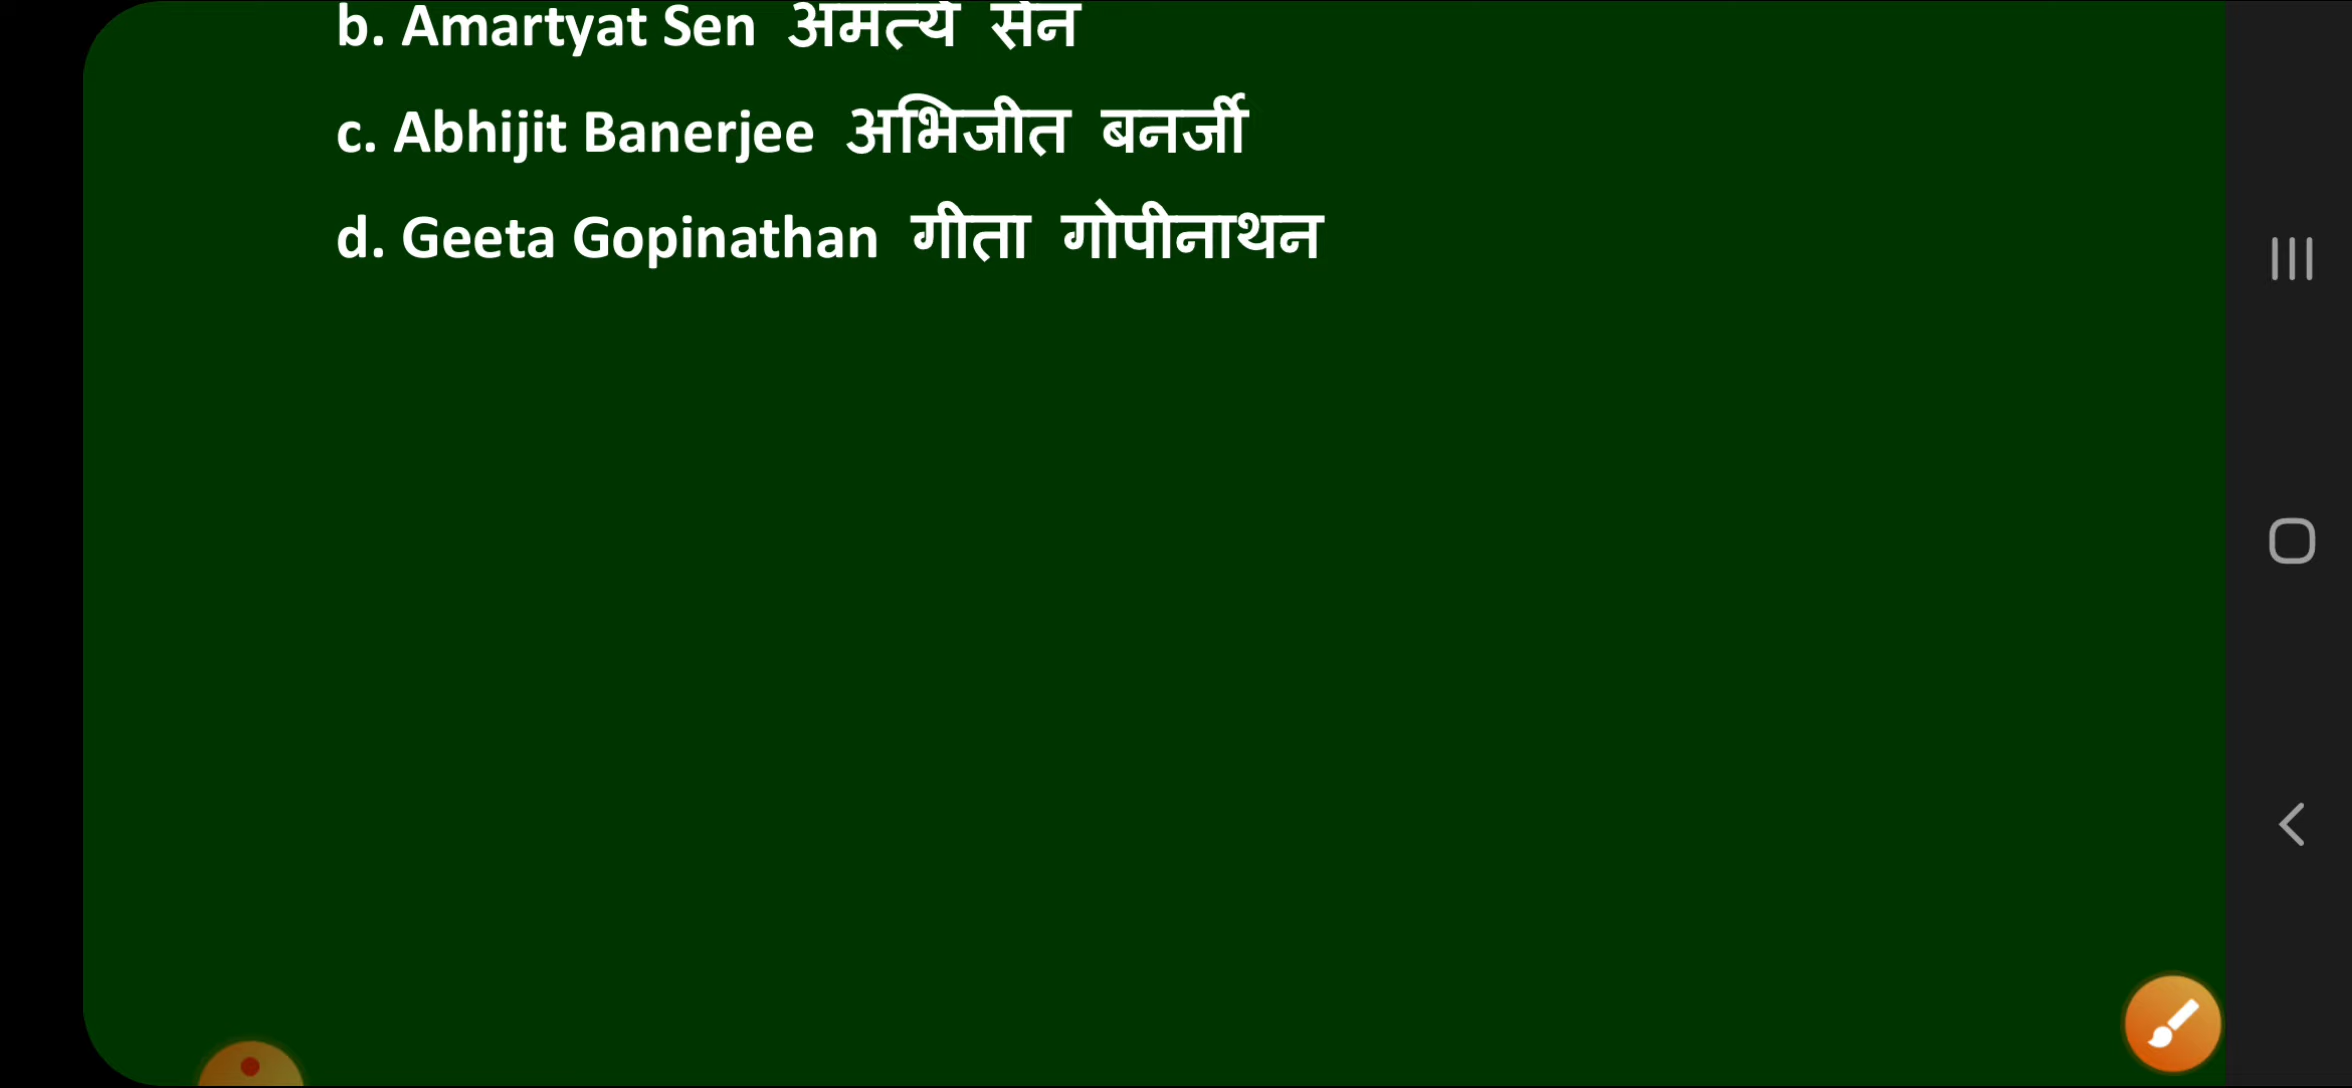 b. Amartyat Sen अमर्त्य सेन
c. Abhijit Banerjee अभिजीत बनर्जी
d. Geeta Gopinathan गीता गोपीनाथन